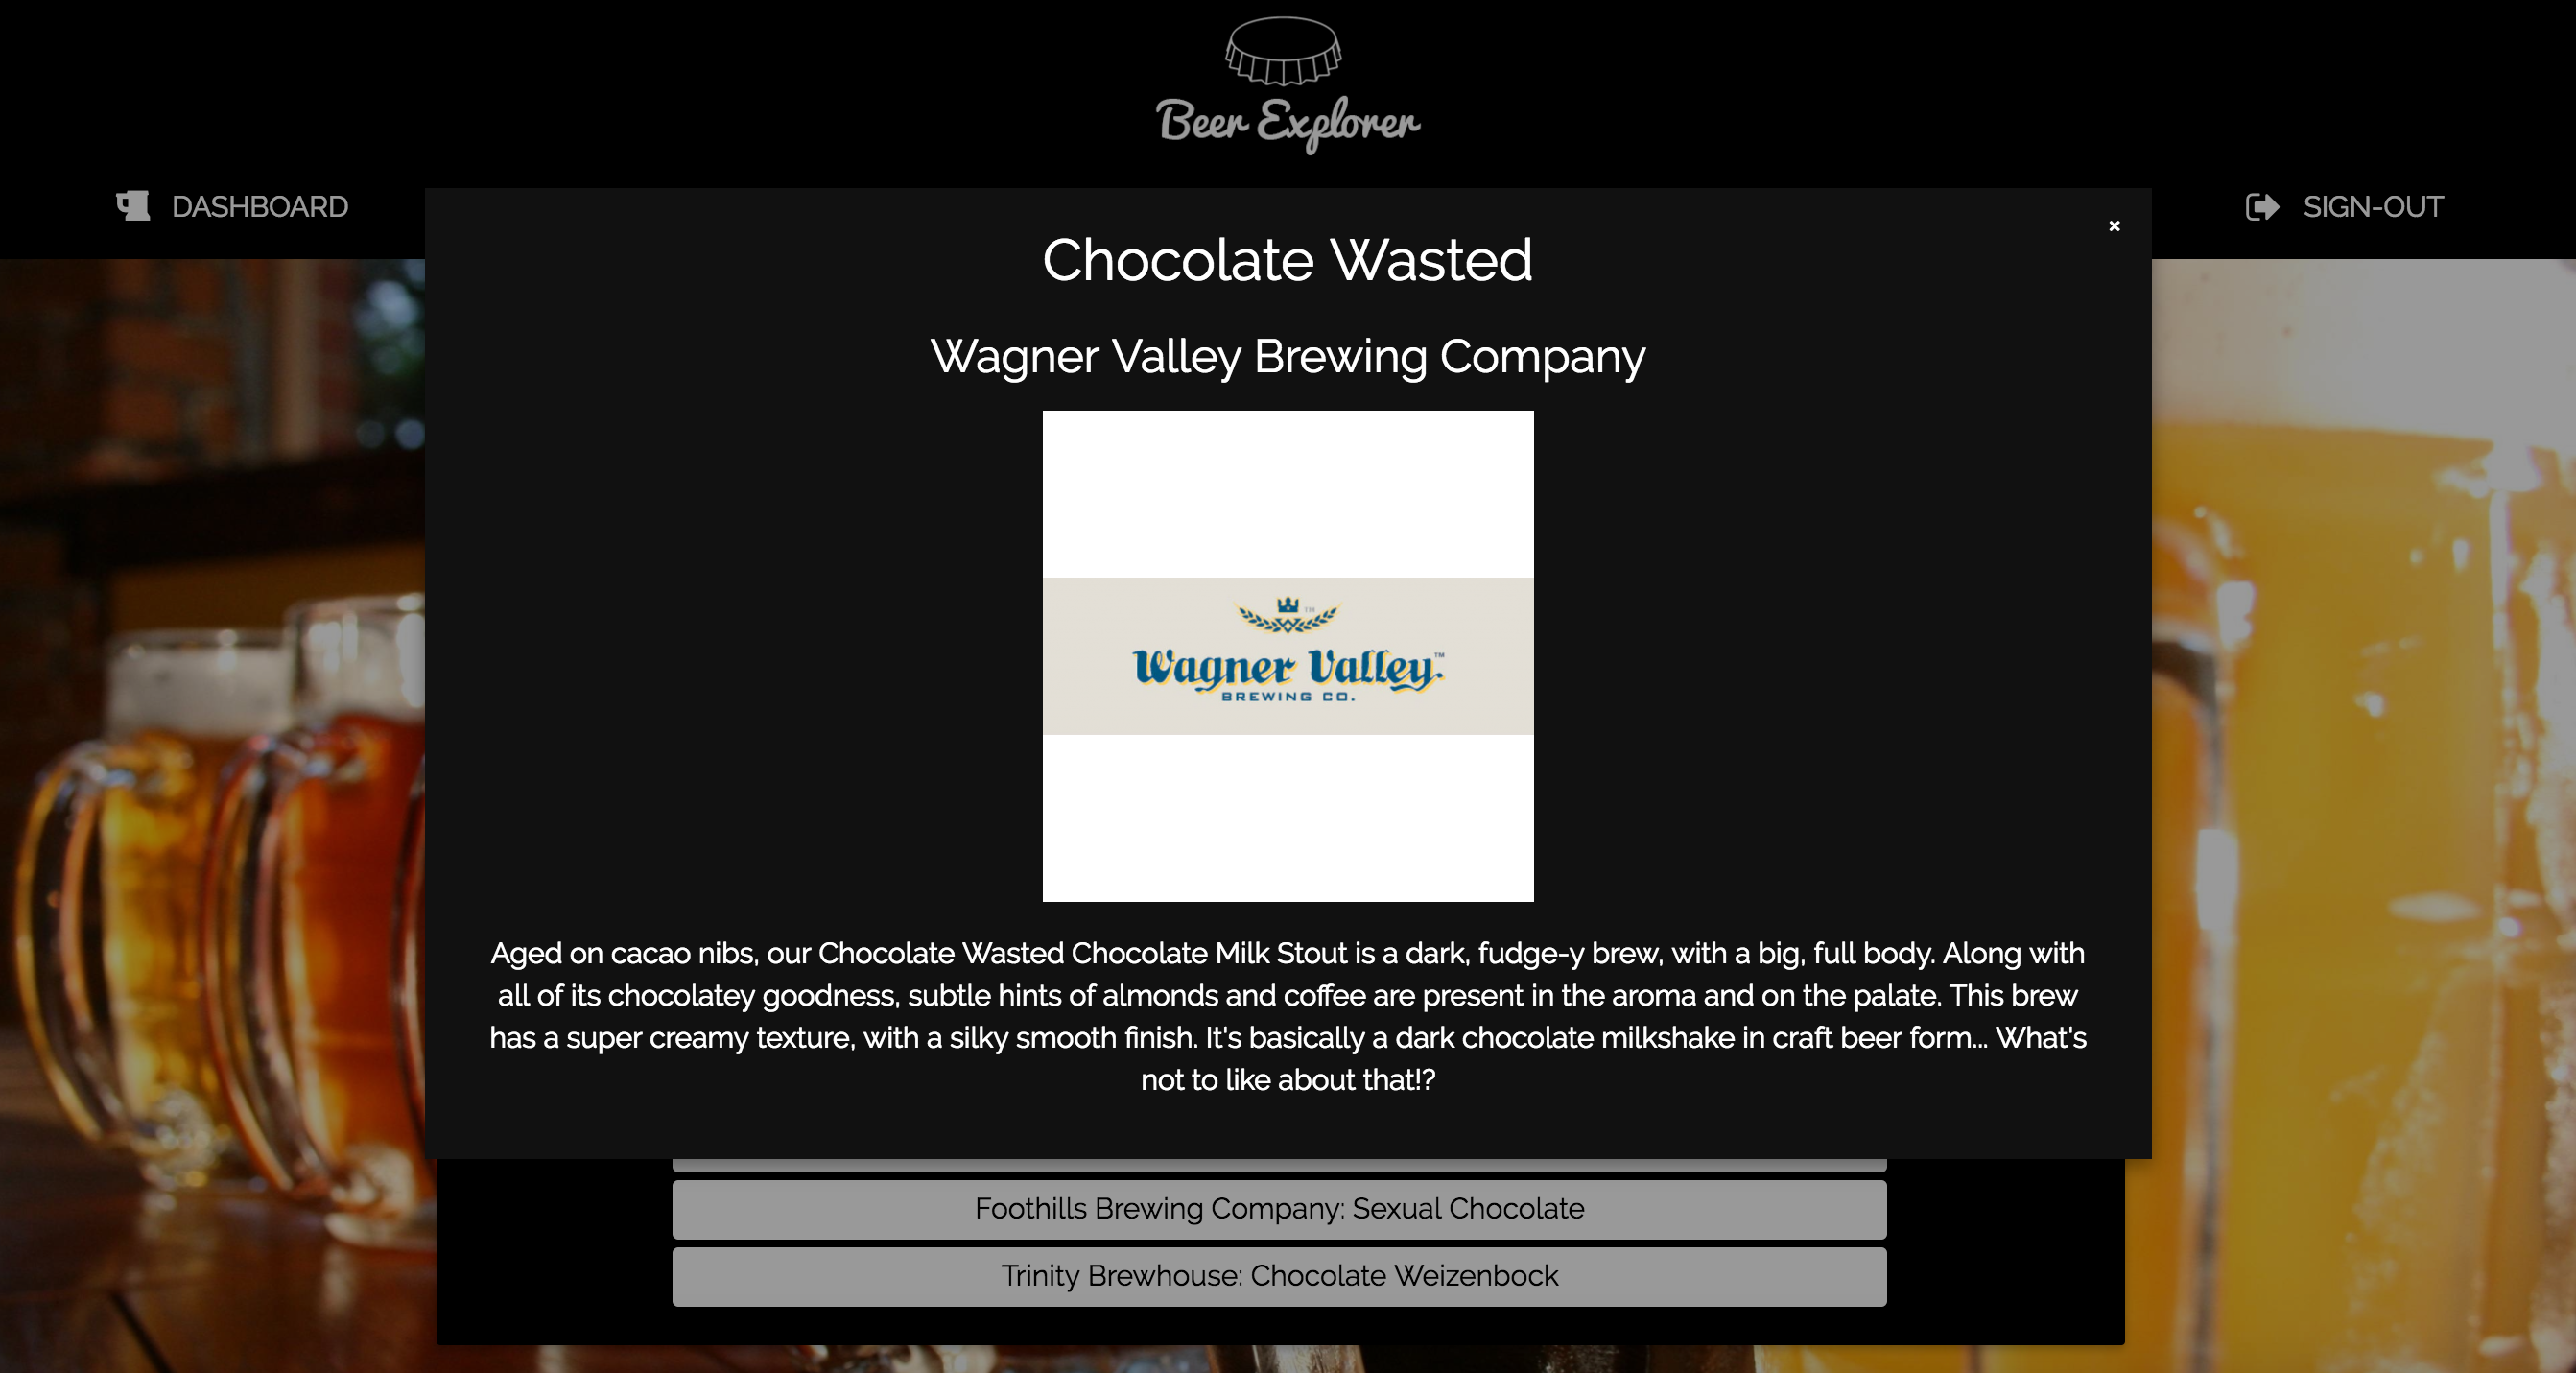 Beer Explorer
DASHBOARD
SIGN-OUT
×
Chocolate Wasted
Wagner Valley Brewing Company
TM
Wagner Valley™
BREWING CO.
Aged on cacao nibs, our Chocolate Wasted Chocolate Milk Stout is a dark, fudge-y brew, with a big, full body. Along with
all of its chocolatey goodness, subtle hints of almonds and coffee are present in the aroma and on the palate. This brew
has a super creamy texture, with a silky smooth finish. It's basically a dark chocolate milkshake in craft beer form... What's
not to like about that!?
Foothills Brewing Company: Sexual Chocolate
Trinity Brewhouse: Chocolate Weizenbock